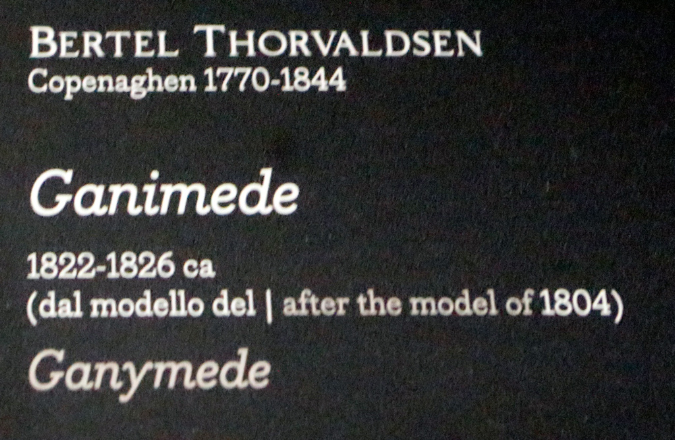 BERTEL THORVALDSEN
Copenaghen 1770-1844
Ganimede
1822-1826 ca
(dal modello del | after the model of 1804)
Ganymede